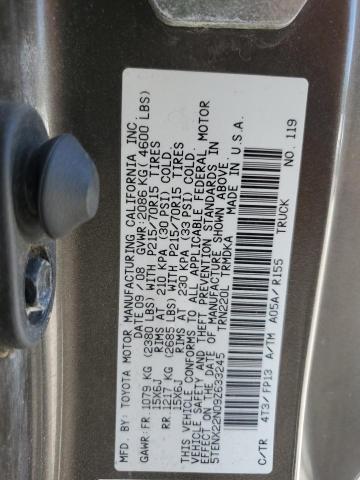 MFD BY: TOYOTA MOTOR MANUFACTURING CALIFORNIA INC.
DATE: 09/08 GVWR: 2086 KG( 4600 LBS)
GAWR: FR. 1079 KG (2380 LBS) WITH P215/70R15 TIRES
15X6J RIMS AT 210 KPA (30 PSI) COLD.
RR. 1217 KG (2685 LBS) WITH P215/70R15 TIRES
15X6J RIMS AT 230 KPA (33 PSI) COLD.
THIS VEHICLE CONFORMS TO ALL APPLICABLE FEDERAL MOTOR
VEHICLE SAFETY AND THEFT PREVENTION STANDARDS IN
EFFECT ON THE DATE OF MANUFACTURE SHOWN ABOVE.
5TENX22N09Z633245 TRN220L TRMDKA MADE IN U.S.A.
TRUCK
C/TR 4T3/FP13 A/TM A05A/R155 NO. 119